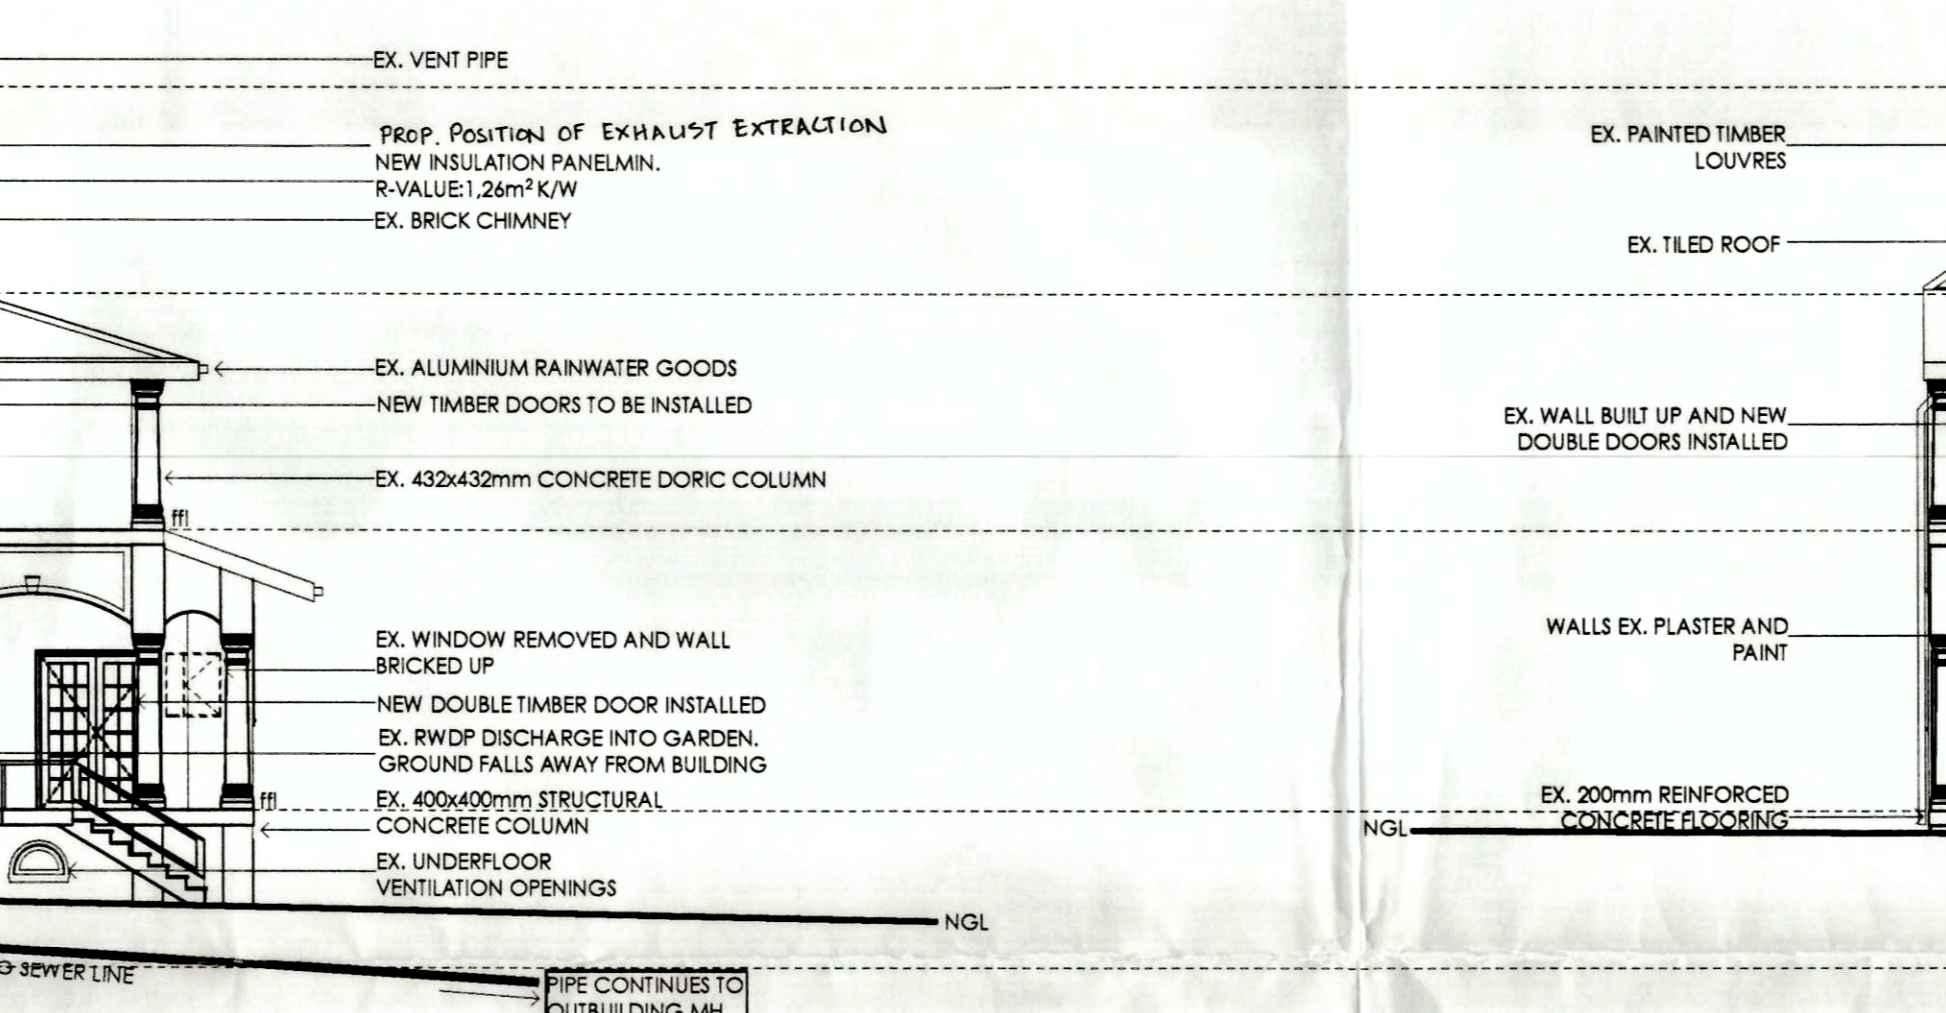 EX. VENT PIPE
PROP. POSITION OF EXHAUST EXTRACTION
NEW INSULATION PANELMIN.
R-VALUE:1,26m² K/W
EX. BRICK CHIMNEY
EX. ALUMINIUM RAINWATER GOODS
NEW TIMBER DOORS TO BE INSTALLED
EX. 432x432mm CONCRETE DORIC COLUMN
ffl
EX. WINDOW REMOVED AND WALL
BRICKED UP
NEW DOUBLE TIMBER DOOR INSTALLED
EX. RWDP DISCHARGE INTO GARDEN.
GROUND FALLS AWAY FROM BUILDING
ffl
EX. 400x400mm STRUCTURAL
CONCRETE COLUMN
EX. UNDERFLOOR
VENTILATION OPENINGS
NGL
SEWER LINE
PIPE CONTINUES TO
OUTBUILDING MH
EX. PAINTED TIMBER
LOUVRES
EX. TILED ROOF
EX. WALL BUILT UP AND NEW
DOUBLE DOORS INSTALLED
WALLS EX. PLASTER AND
PAINT
EX. 200mm REINFORCED
CONCRETE FLOORING
NGL